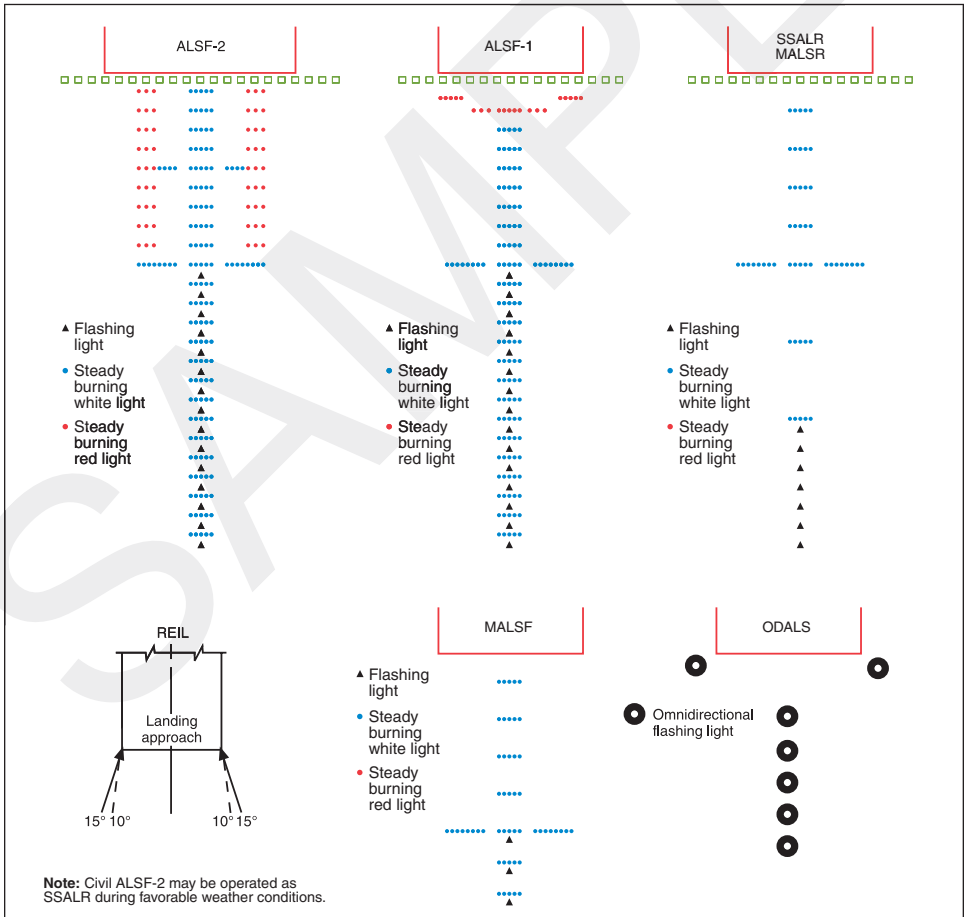 SAMPLE
ALSF-2
ALSF-1
SSALR
MALSR
▲ Flashing
light
• Steady
burning
white light
• Steady
burning
red light
▲ Flashing
light
• Steady
burning
white light
• Steady
burning
red light
▲ Flashing
light
• Steady
burning
white light
• Steady
burning
red light
REIL
Landing
approach
15° 10°
10° 15°
MALSF
▲ Flashing
light
• Steady
burning
white light
• Steady
burning
red light
ODALS
Omnidirectional
flashing light
Note: Civil ALSF-2 may be operated as
SSALR during favorable weather conditions.